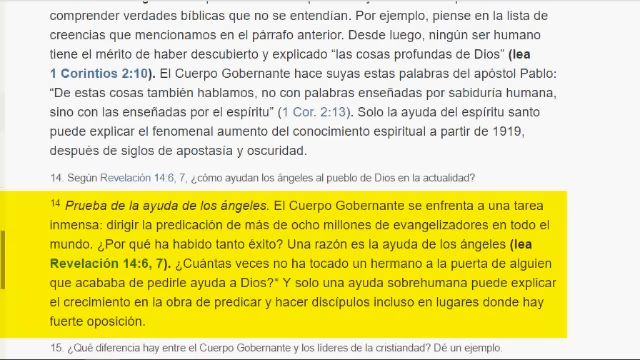 comprender verdades bíblicas que no se entendían. Por ejemplo, piense en la lista de
creencias que mencionamos en el párrafo anterior. Desde luego, ningún ser humano
tiene el mérito de haber descubierto y explicado “las cosas profundas de Dios” (lea
1 Corintios 2:10). El Cuerpo Gobernante hace suyas estas palabras del apóstol Pablo:
“De estas cosas también hablamos, no con palabras enseñadas por sabiduría humana,
sino con las enseñadas por el espíritu” (1 Cor. 2:13). Solo la ayuda del espíritu santo
puede explicar el fenomenal aumento del conocimiento espiritual a partir de 1919,
después de siglos de apostasía y oscuridad.
14. Según Revelación 14:6, 7, ¿cómo ayudan los ángeles al pueblo de Dios en la actualidad?
14 Prueba de la ayuda de los ángeles. El Cuerpo Gobernante se enfrenta a una tarea
inmensa: dirigir la predicación de más de ocho millones de evangelizadores en todo el
mundo. ¿Por qué ha habido tanto éxito? Una razón es la ayuda de los ángeles (lea
Revelación 14:6, 7). ¿Cuántas veces no ha tocado un hermano a la puerta de alguien
que acababa de pedirle ayuda a Dios?* Y solo una ayuda sobrehumana puede explicar
el crecimiento en la obra de predicar y hacer discípulos incluso en lugares donde hay
fuerte oposición.
15. ¿Qué diferencia hay entre el Cuerpo Gobernante y los líderes de la cristiandad? Dé un ejemplo.